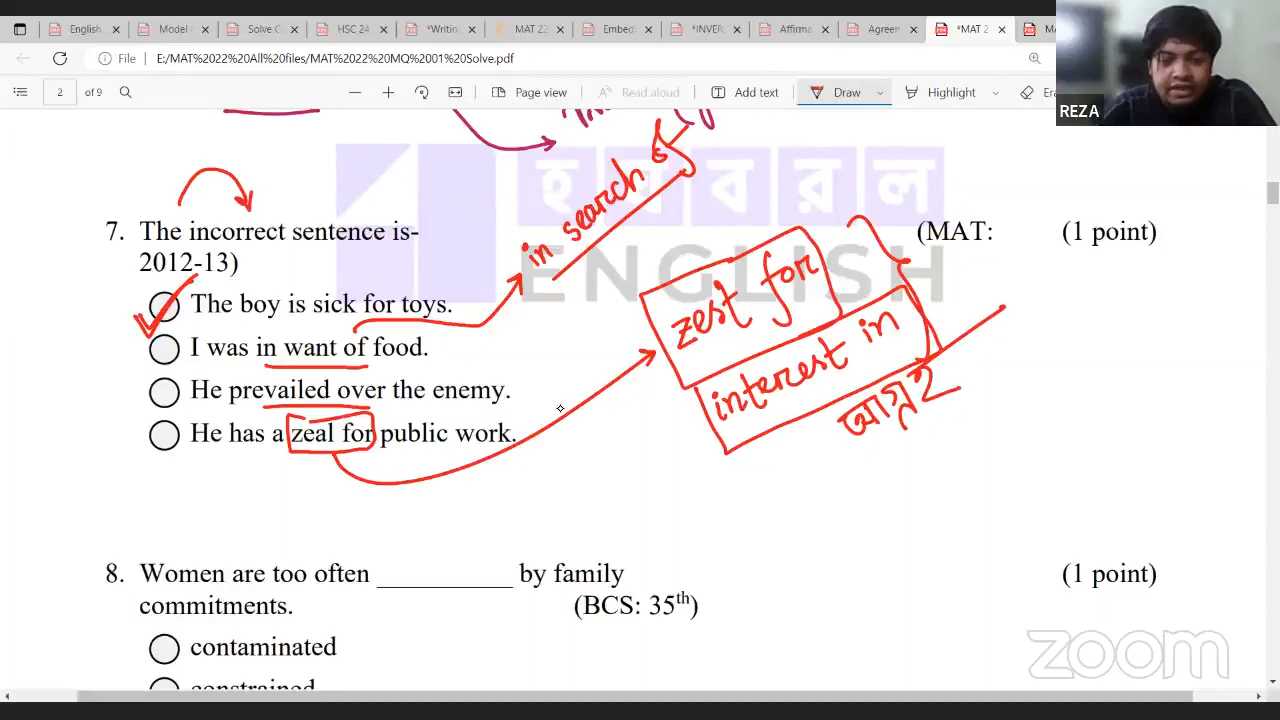 English
Model
Solve C
HSC 24
*Writing
MAT 22
Embed
*INVER
Affirma
Agreem
*MAT 2
File
E:/MAT%2022%20All%20files/MAT%2022%20MQ%2001%20Solve.pdf
2
of 9
Page view
Read aloud
Add text
Draw
Highlight
REZA
হ য ব র ল
ENGLISH
in search of
7. The incorrect sentence is- (MAT: (1 point)
2012-13)
The boy is sick for toys.
I was in want of food.
He prevailed over the enemy.
He has a zeal for public work.
zest for
interest in
আগ্রহ
8. Women are too often __________ by family (1 point)
commitments. (BCS: 35th)
contaminated
constrained
zoom